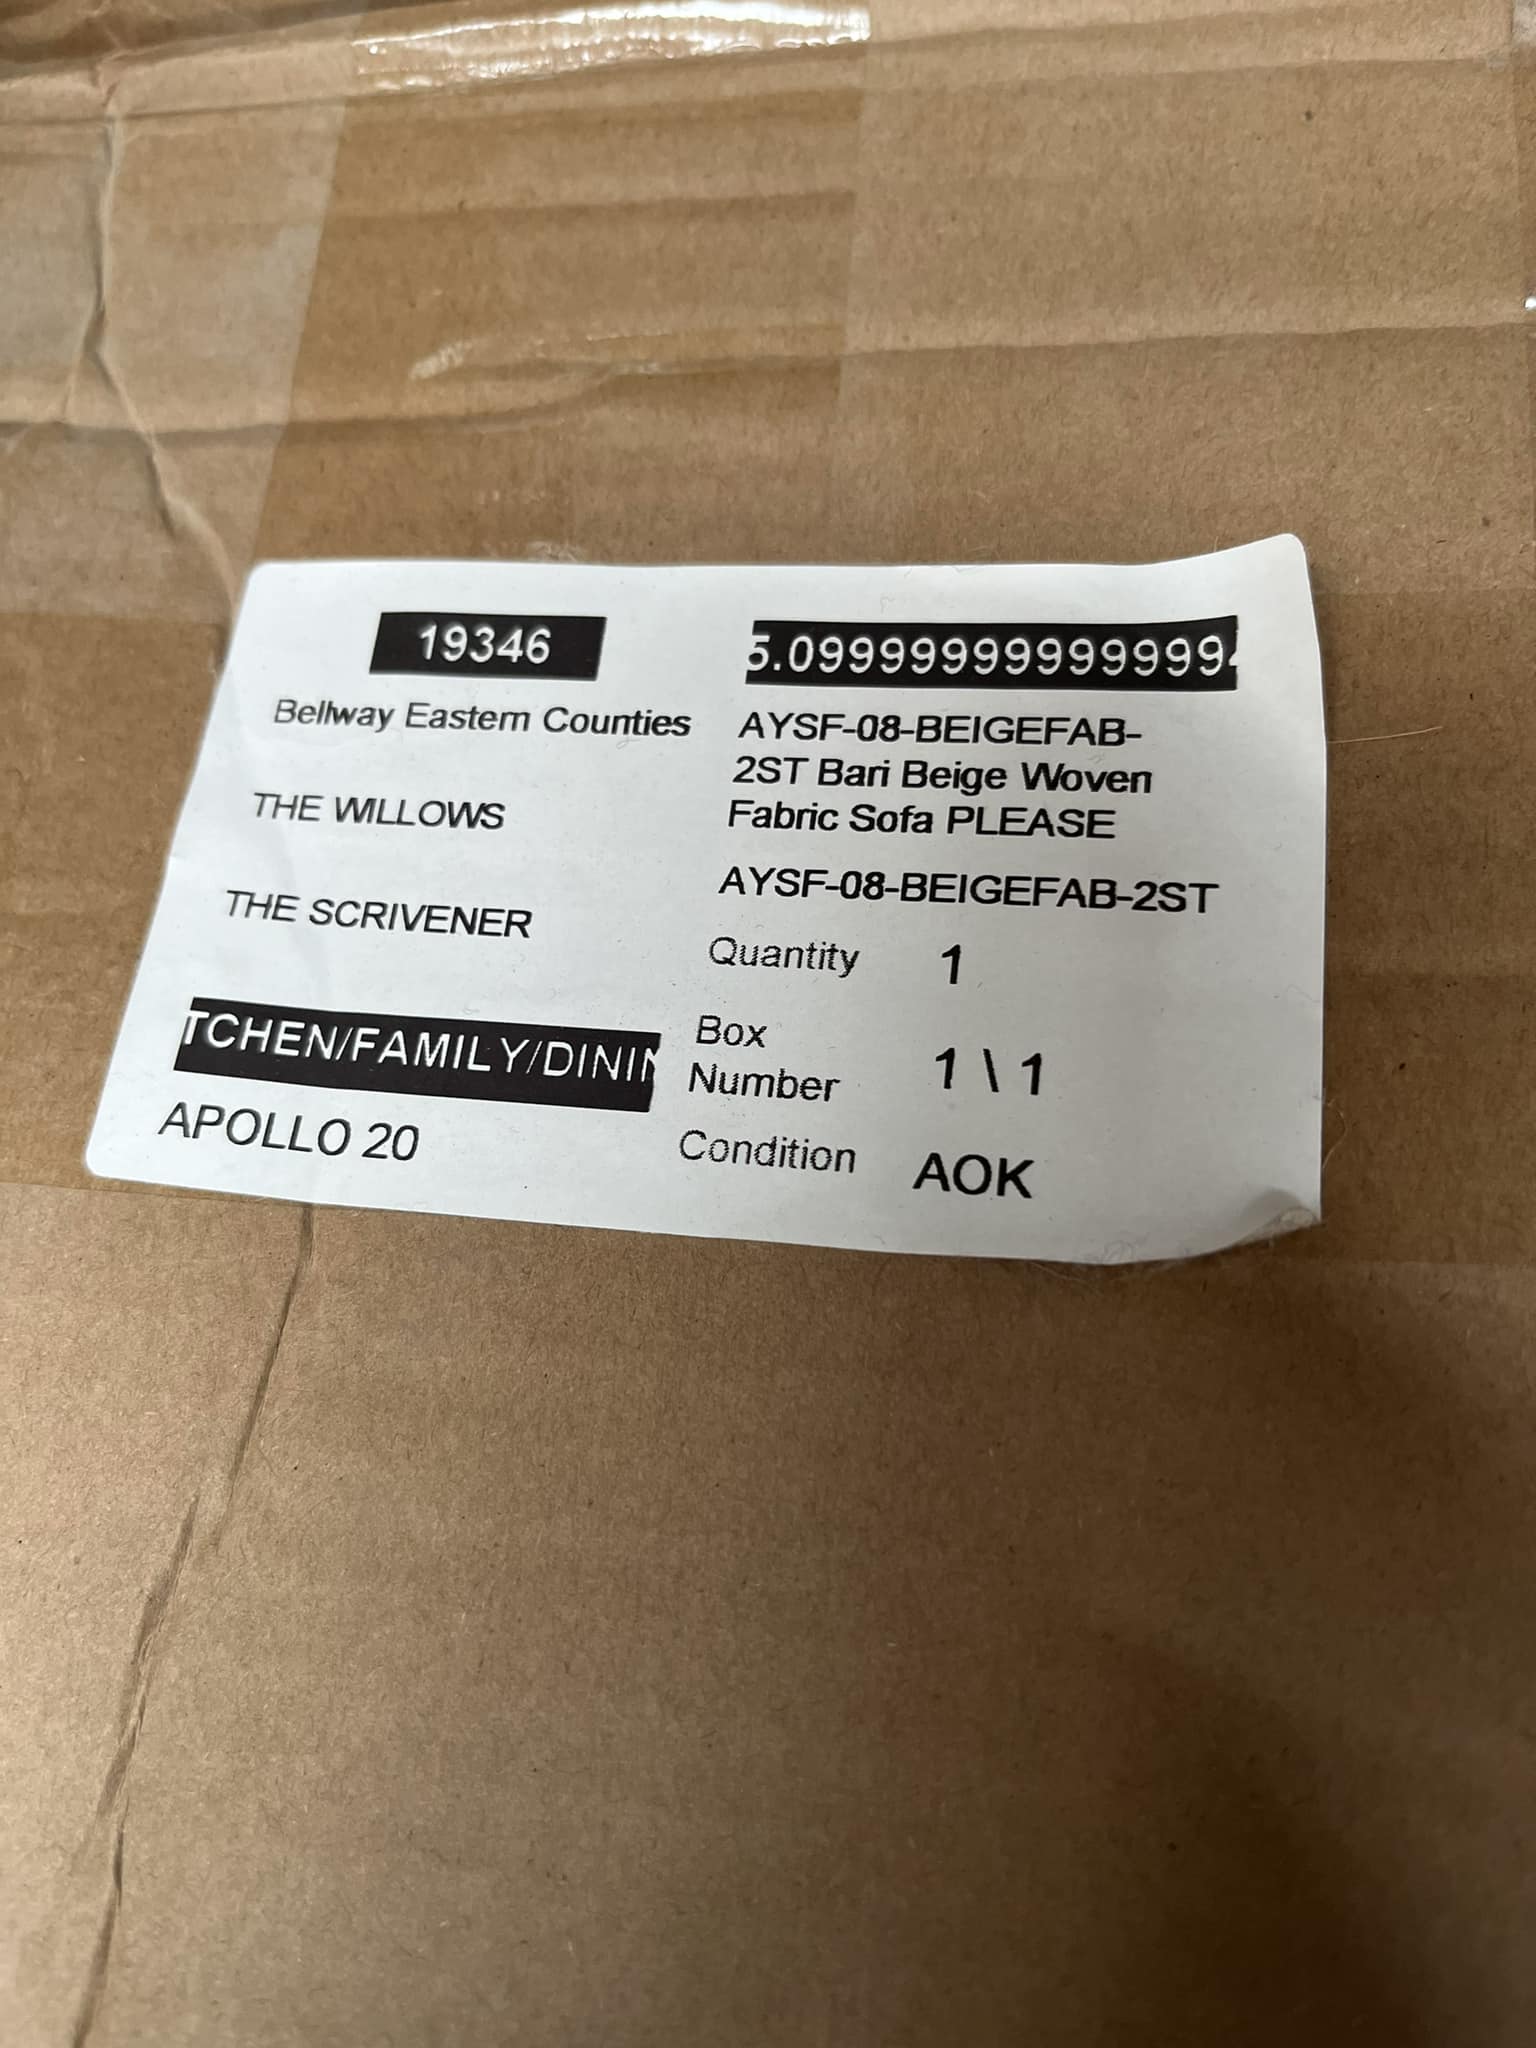 19346
Bellway Eastern Counties
THE WILLOWS
THE SCRIVENER
TCHEN/FAMILY/DININ
APOLLO 20
5.09999999999999
AYSF-08-BEIGEFAB-
2ST Bari Beige Woven
Fabric Sofa PLEASE
AYSF-08-BEIGEFAB-2ST
Quantity 1
Box
Number 1 \ 1
Condition AOK